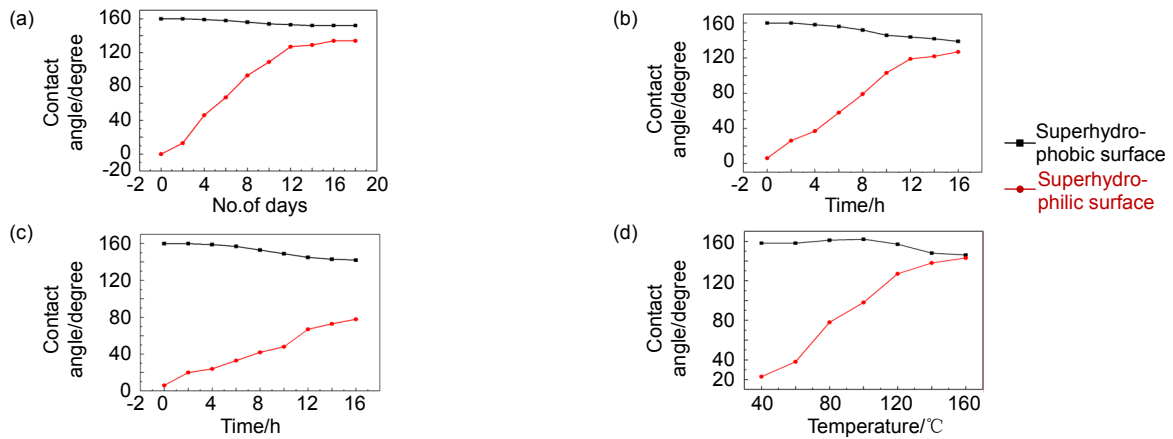 (a)
160
120
80
40
0
-20
Contact
angle/degree
-2 0 4 8 12 16 20
No.of days
(b)
160
120
80
40
0
Contact
angle/degree
-2 0 4 8 12 16
Time/h
Superhydro-
phobic surface
Superhydro-
philic surface
(c)
160
120
80
40
0
Contact
angle/degree
-2 0 4 8 12 16
Time/h
(d)
160
120
80
40
20
Contact
angle/degree
40 80 120 160
Temperature/℃